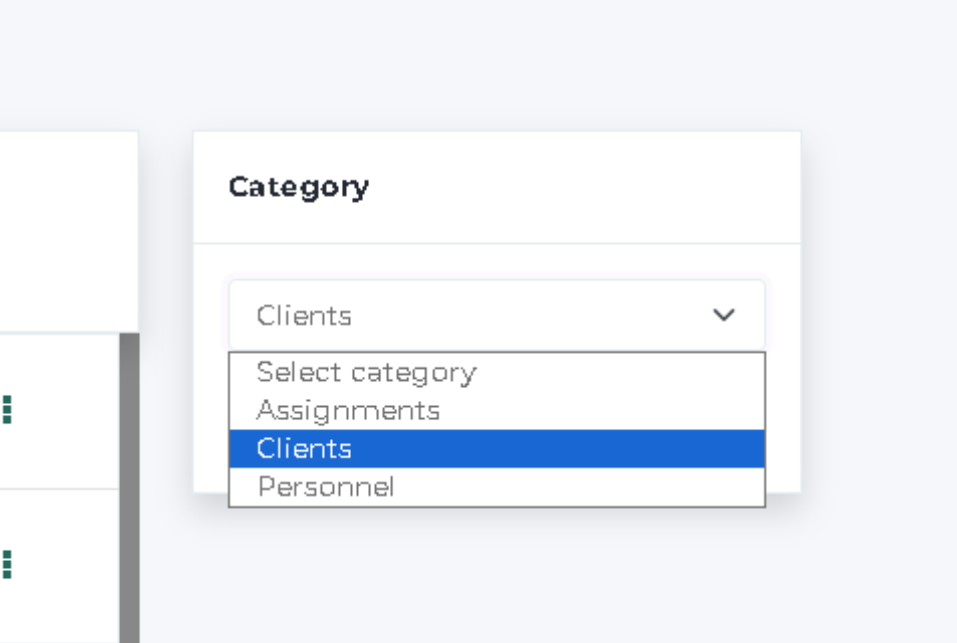 Category
Clients
Select category
Assignments
Clients
Personnel